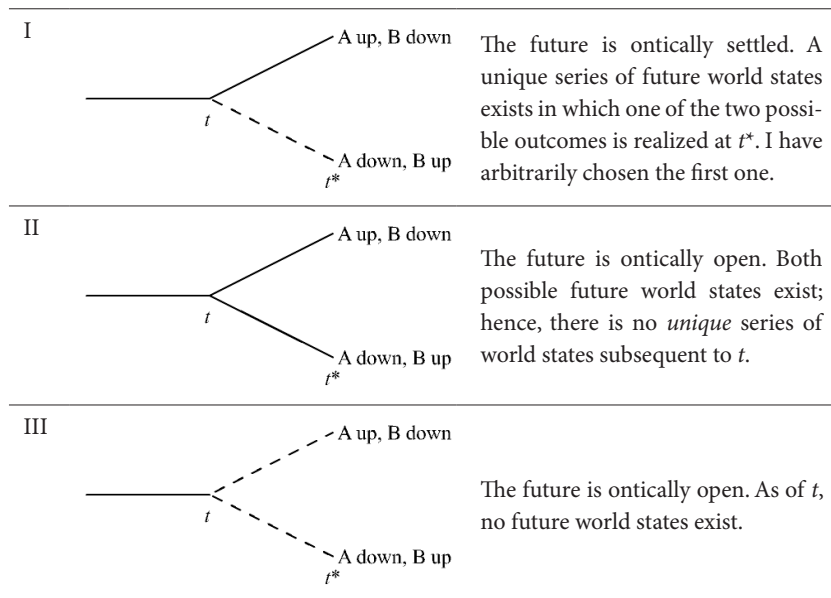 I
A up, B down
t
A down, B up
t*
The future is ontically settled. A
unique series of future world states
exists in which one of the two possi-
ble outcomes is realized at t*. I have
arbitrarily chosen the first one.
II
A up, B down
t
A down, B up
t*
The future is ontically open. Both
possible future world states exist;
hence, there is no unique series of
world states subsequent to t.
III
A up, B down
t
A down, B up
t*
The future is ontically open. As of t,
no future world states exist.